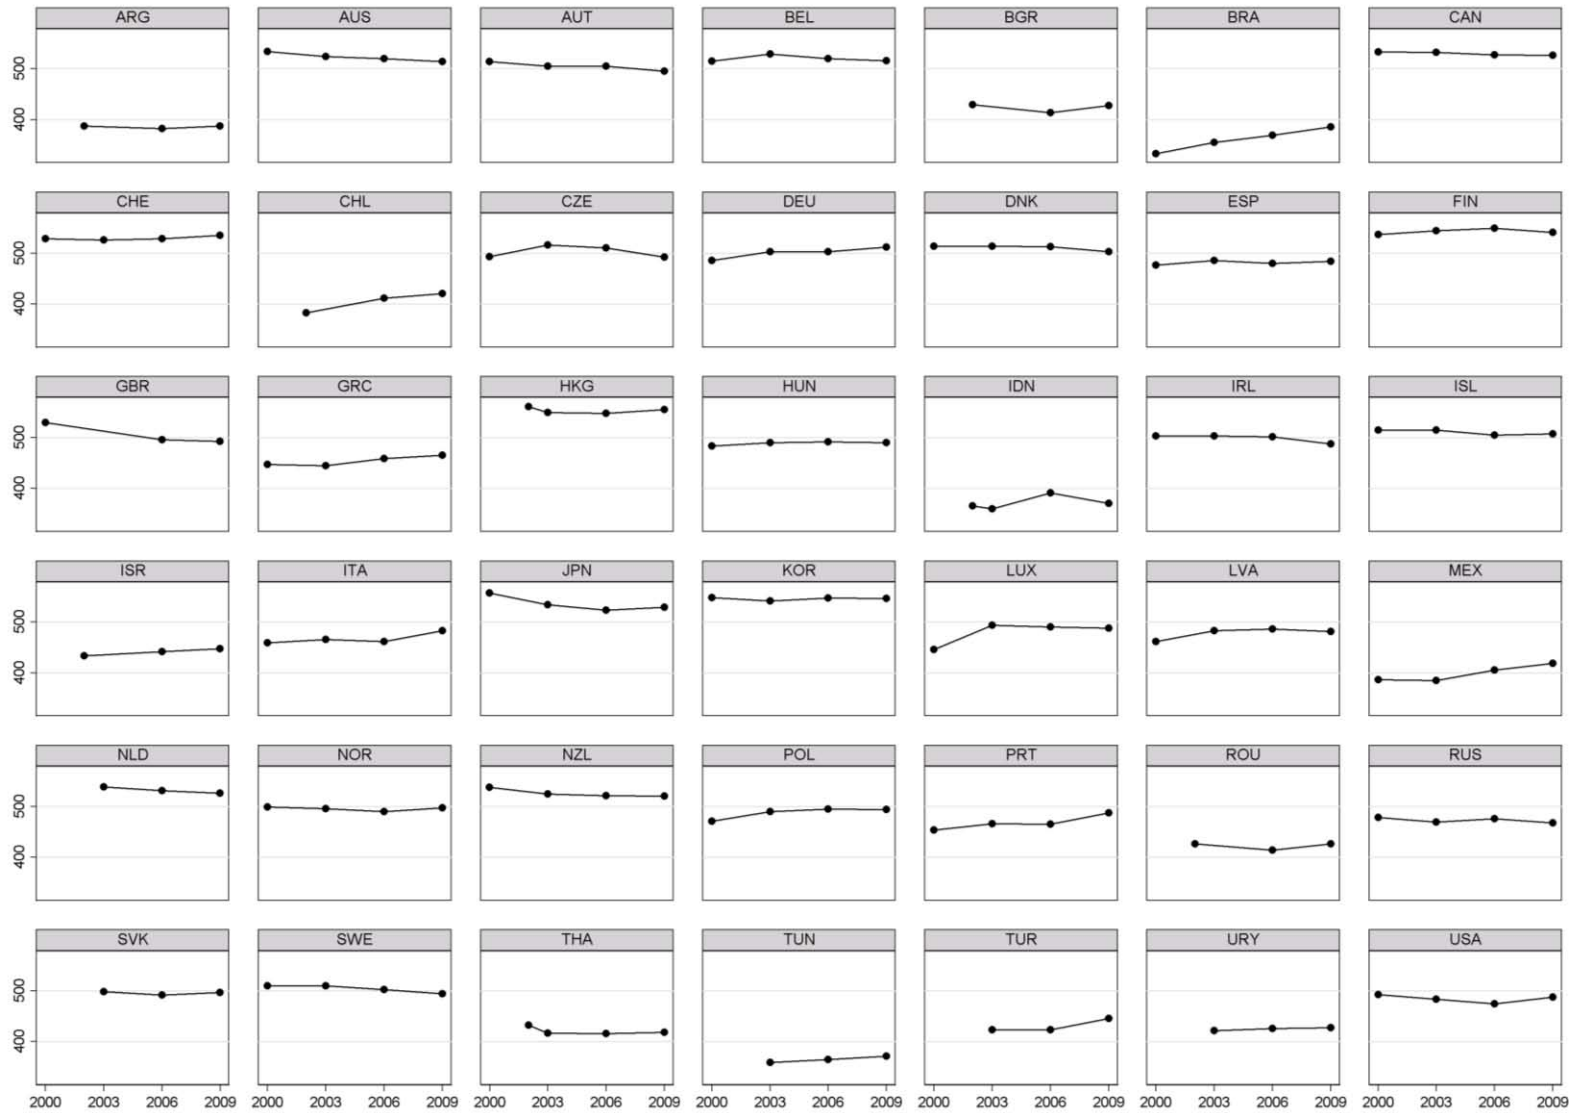 ARG AUS AUT BEL BGR BRA CAN
500
400
CHE CHL CZE DEU DNK ESP FIN
500
400
GBR GRC HKG HUN IDN IRL ISL
500
400
ISR ITA JPN KOR LUX LVA MEX
500
400
NLD NOR NZL POL PRT ROU RUS
500
400
SVK SWE THA TUN TUR URY USA
500
400
2000 2003 2006 2009 2000 2003 2006 2009 2000 2003 2006 2009 2000 2003 2006 2009 2000 2003 2006 2009 2000 2003 2006 2009 2000 2003 2006 2009